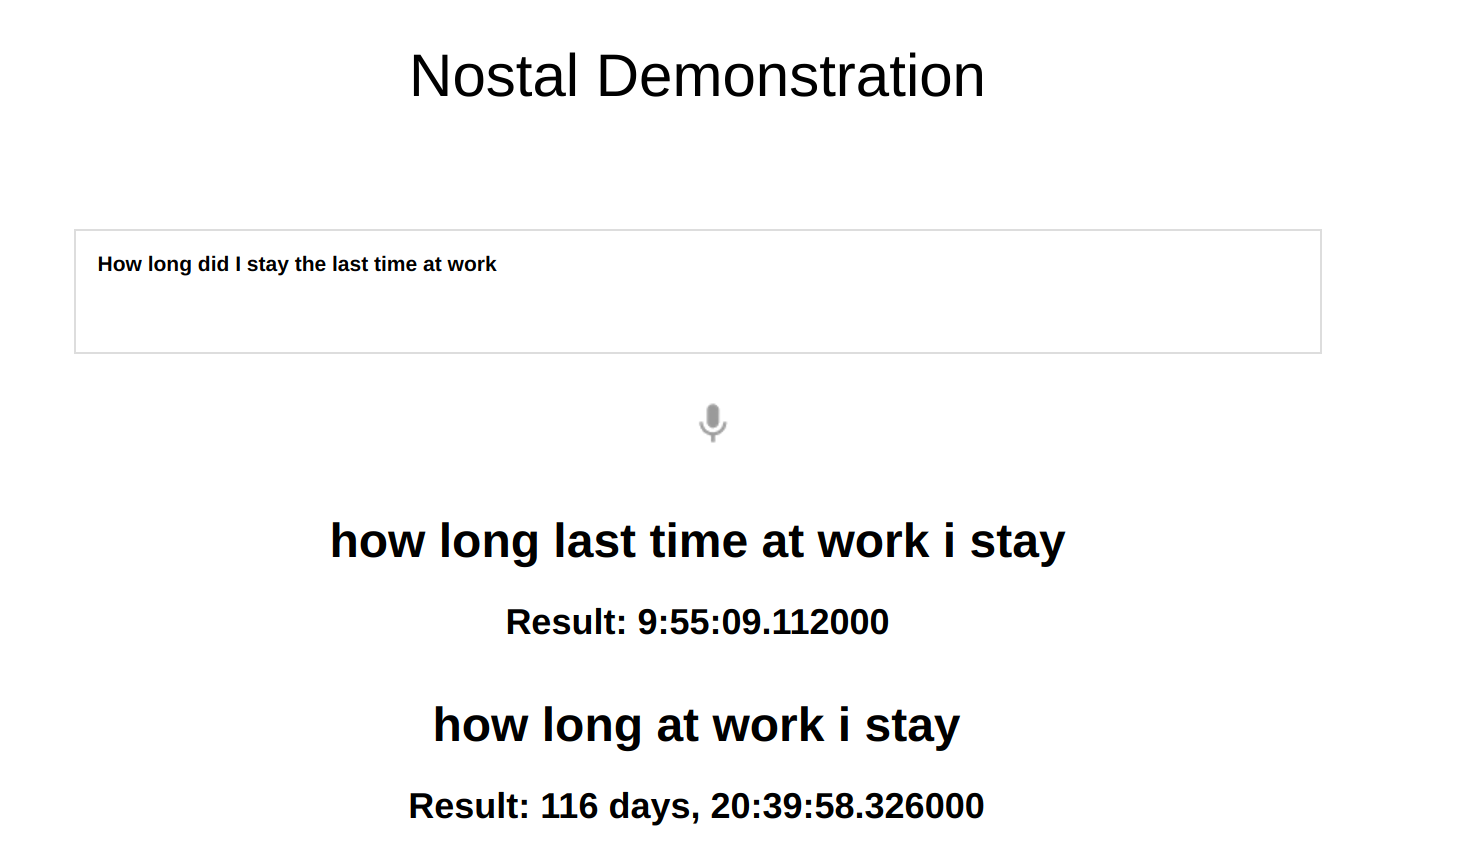 Nostal Demonstration
How long did I stay the last time at work
how long last time at work i stay
Result: 9:55:09.112000
how long at work i stay
Result: 116 days, 20:39:58.326000